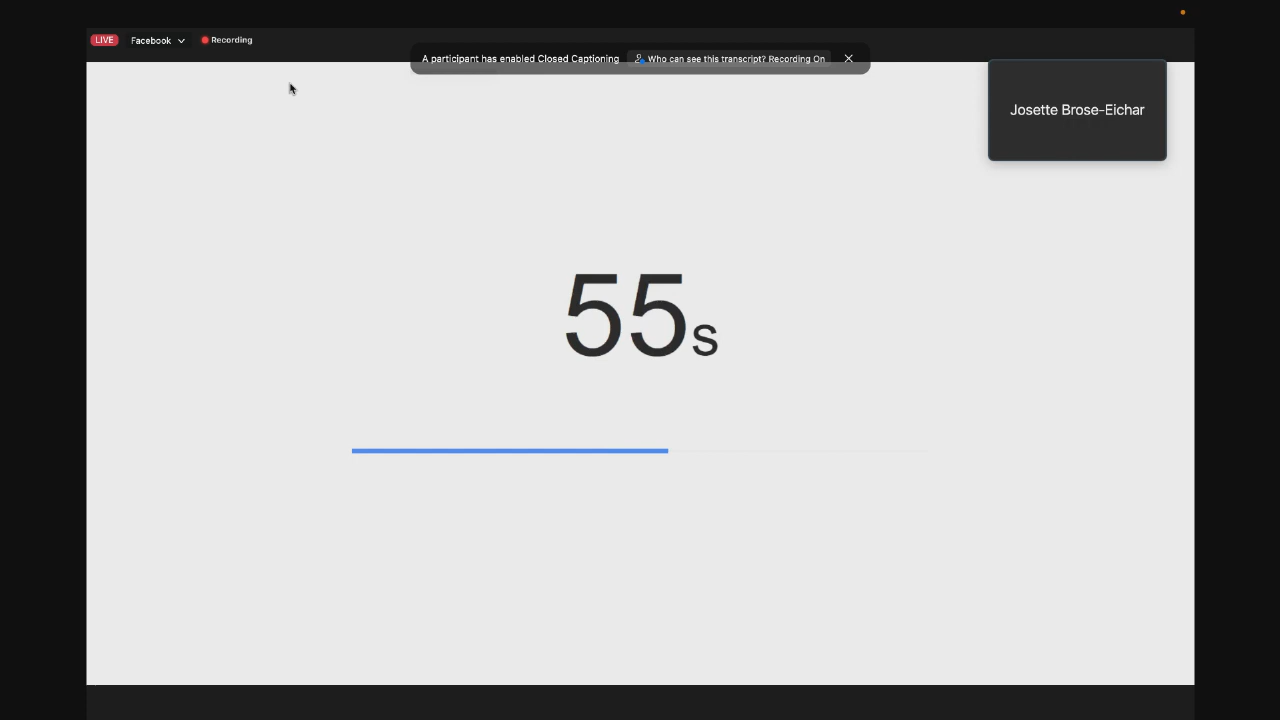 LIVE Facebook Recording
A participant has enabled Closed Captioning Who can see this transcript? Recording On
Josette Brose-Eichar
55s